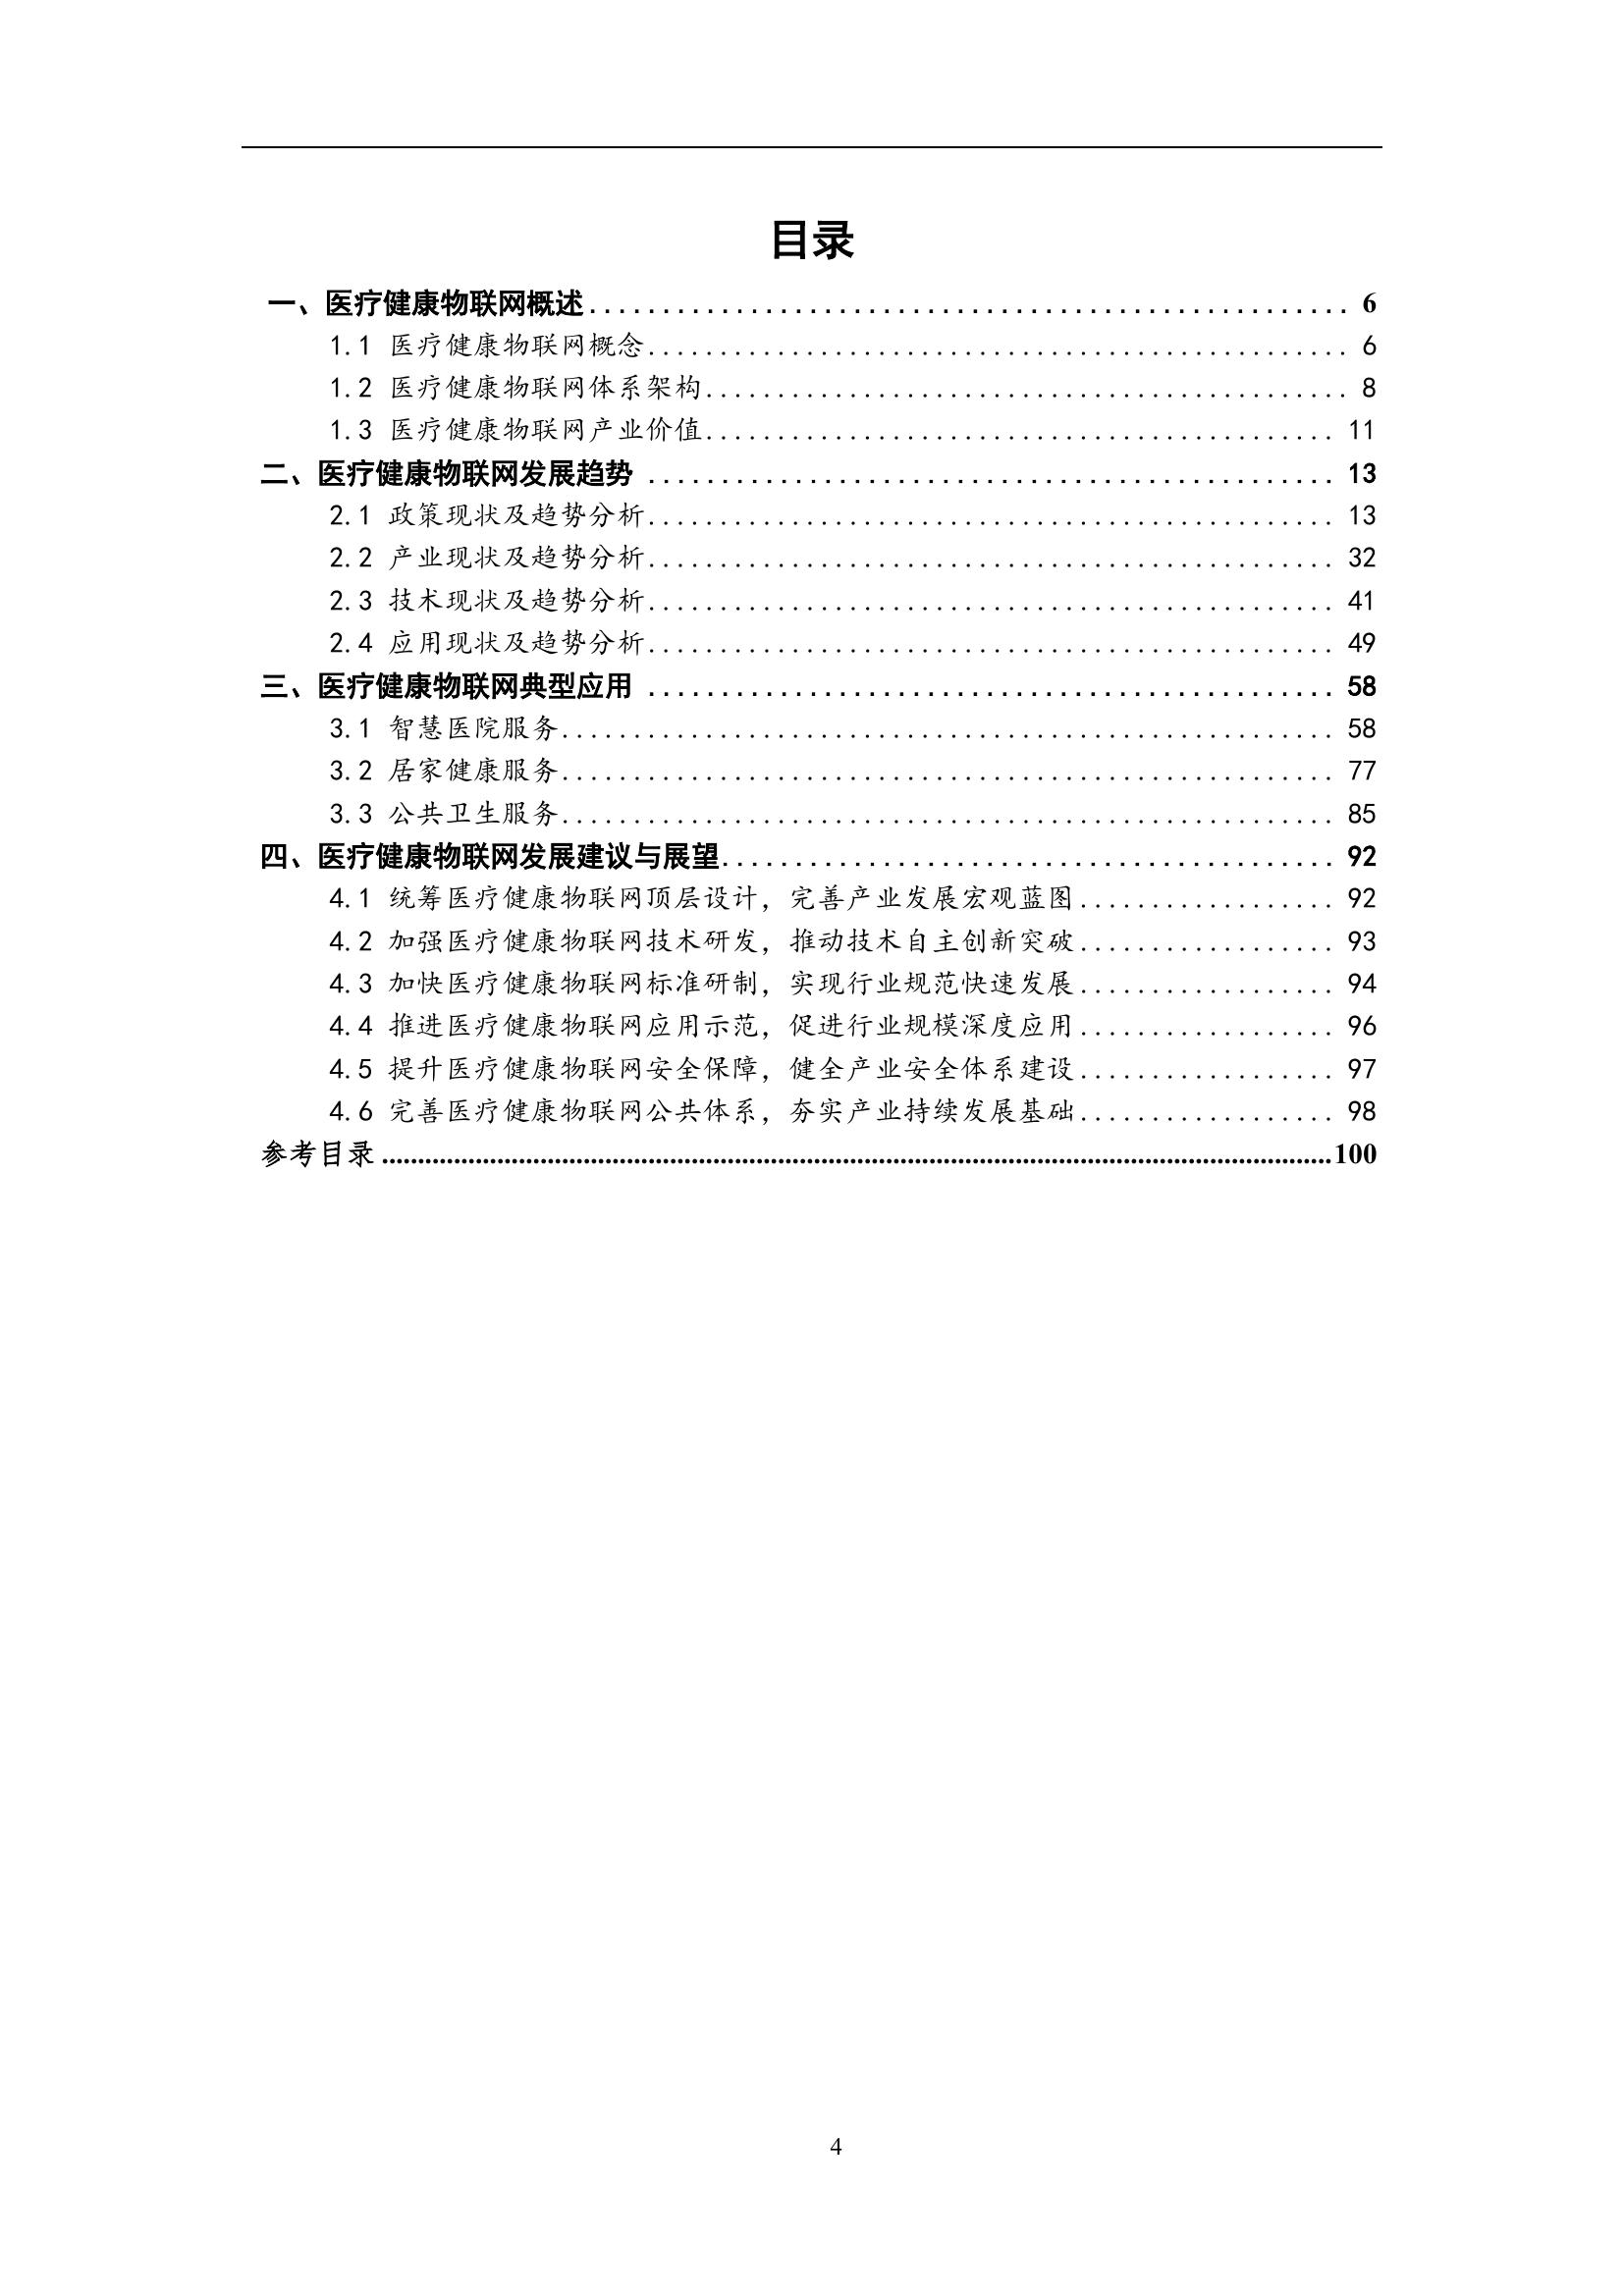 目录
一、医疗健康物联网概述.................................................... 6
1.1 医疗健康物联网概念................................................ 6
1.2 医疗健康物联网体系架构............................................ 8
1.3 医疗健康物联网产业价值........................................... 11
二、医疗健康物联网发展趋势 ............................................... 13
2.1 政策现状及趋势分析............................................... 13
2.2 产业现状及趋势分析............................................... 32
2.3 技术现状及趋势分析............................................... 41
2.4 应用现状及趋势分析............................................... 49
三、医疗健康物联网典型应用 ............................................... 58
3.1 智慧医院服务..................................................... 58
3.2 居家健康服务..................................................... 77
3.3 公共卫生服务..................................................... 85
四、医疗健康物联网发展建议与展望.......................................... 92
4.1 统筹医疗健康物联网顶层设计，完善产业发展宏观蓝图.................. 92
4.2 加强医疗健康物联网技术研发，推动技术自主创新突破.................. 93
4.3 加快医疗健康物联网标准研制，实现行业规范快速发展.................. 94
4.4 推进医疗健康物联网应用示范，促进行业规模深度应用.................. 96
4.5 提升医疗健康物联网安全保障，健全产业安全体系建设.................. 97
4.6 完善医疗健康物联网公共体系，夯实产业持续发展基础.................. 98
参考目录 ....................................................................................................................................100
4